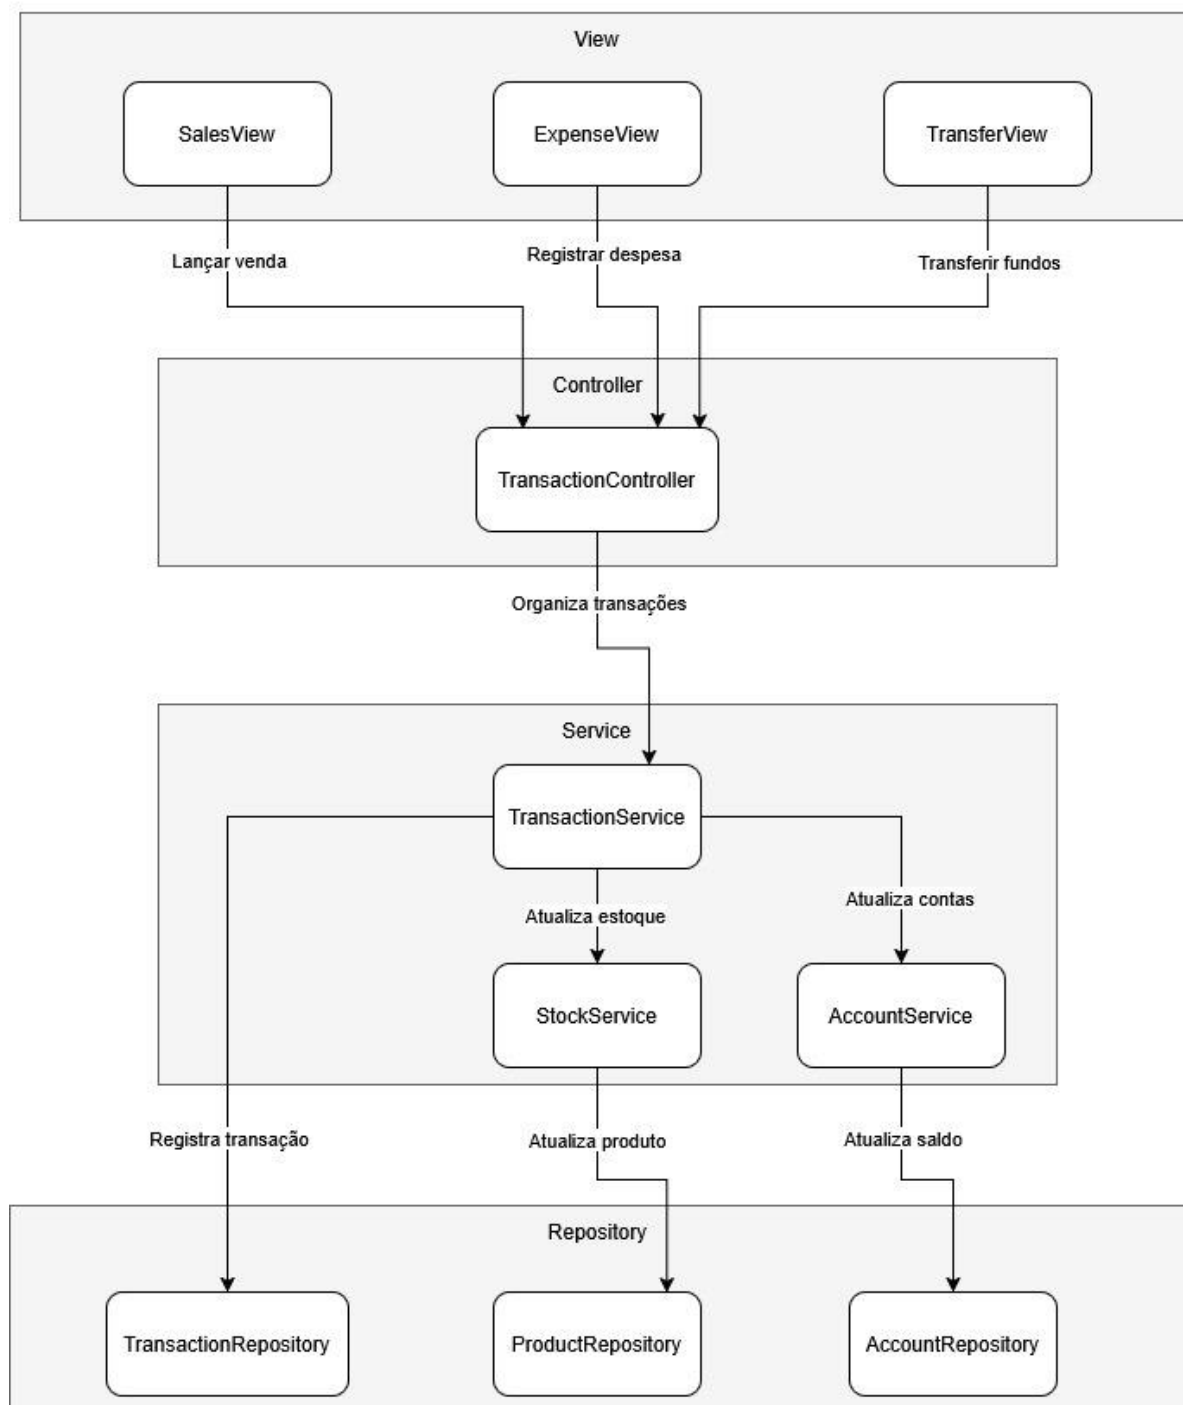 View
SalesView
ExpenseView
TransferView
Lançar venda
Registrar despesa
Transferir fundos
Controller
TransactionController
Organiza transações
Service
TransactionService
Atualiza estoque
Atualiza contas
StockService
AccountService
Registra transação
Atualiza produto
Atualiza saldo
Repository
TransactionRepository
ProductRepository
AccountRepository